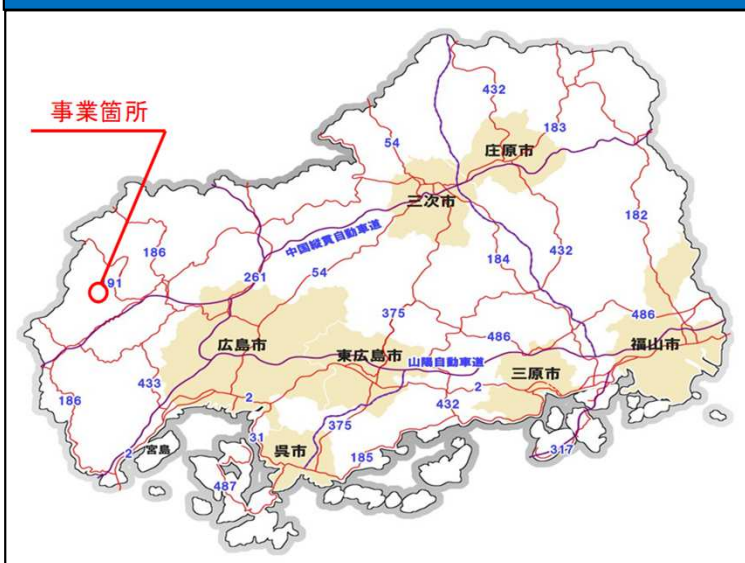 事業箇所
432
183
54
庄原市
三次市
182
中国縦貫自動車道
186
432
91
261
54
184
375
486
486
広島市
東広島市
山陽自動車道
福山市
三原市
186
433
2
2
375
432
31
呉市
2
宮島
185
317
487